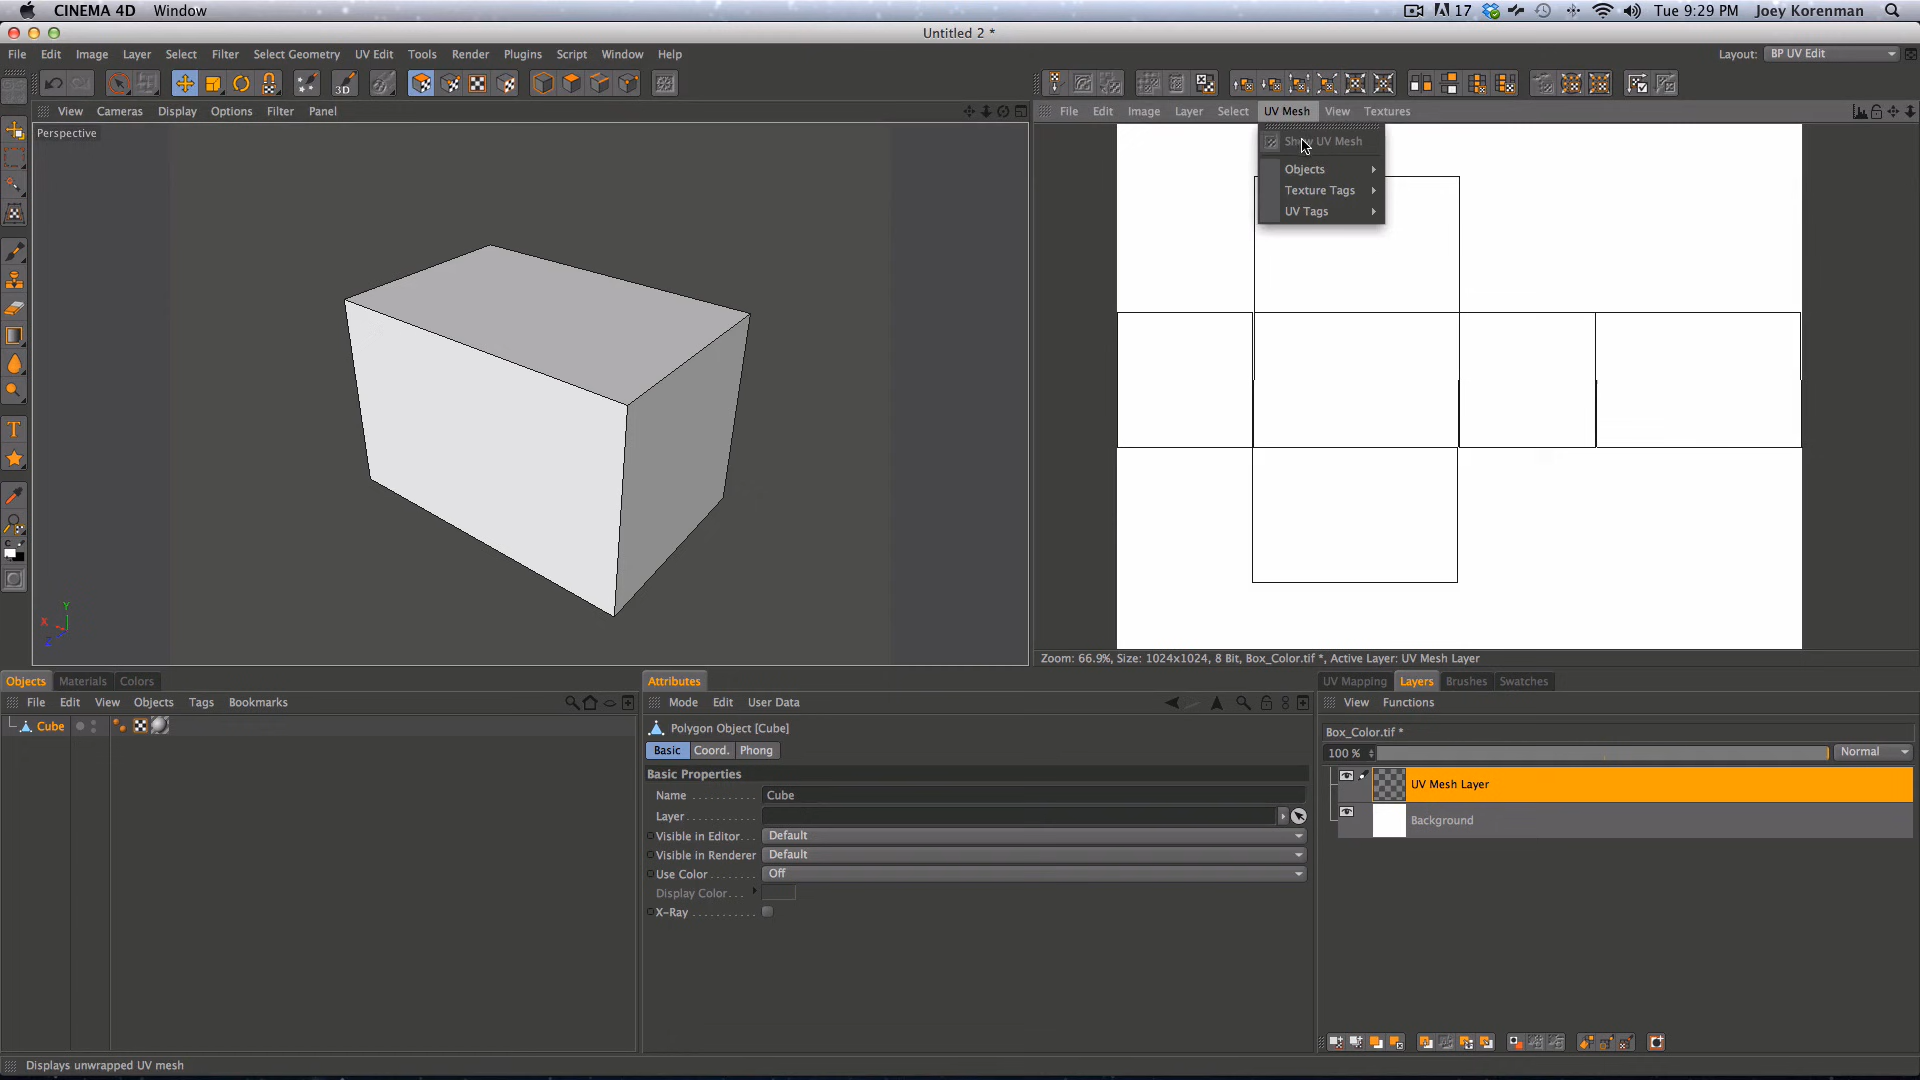 CINEMA 4D Window 17 Tue 9:29 PM Joey Korenman
Untitled 2 *
File Edit Image Layer Select Filter Select Geometry UV Edit Tools Render Plugins Script Window Help Layout: BP UV Edit
3D
View Cameras Display Options Filter Panel
File Edit Image Layer Select UV Mesh View Textures
Perspective
Show UV Mesh
Objects
Texture Tags
UV Tags
T
C
Y
X
Z
Zoom: 66.9%, Size: 1024x1024, 8 Bit, Box_Color.tif *, Active Layer: UV Mesh Layer
Objects Materials Colors
File Edit View Objects Tags Bookmarks
Cube
Attributes
Mode Edit User Data
Polygon Object [Cube]
Basic Coord. Phong
Basic Properties
Name Cube
Layer
Visible in Editor Default
Visible in Renderer Default
Use Color Off
Display Color
X-Ray
UV Mapping Layers Brushes Swatches
View Functions
Box_Color.tif *
100 % Normal
UV Mesh Layer
Background
Displays unwrapped UV mesh